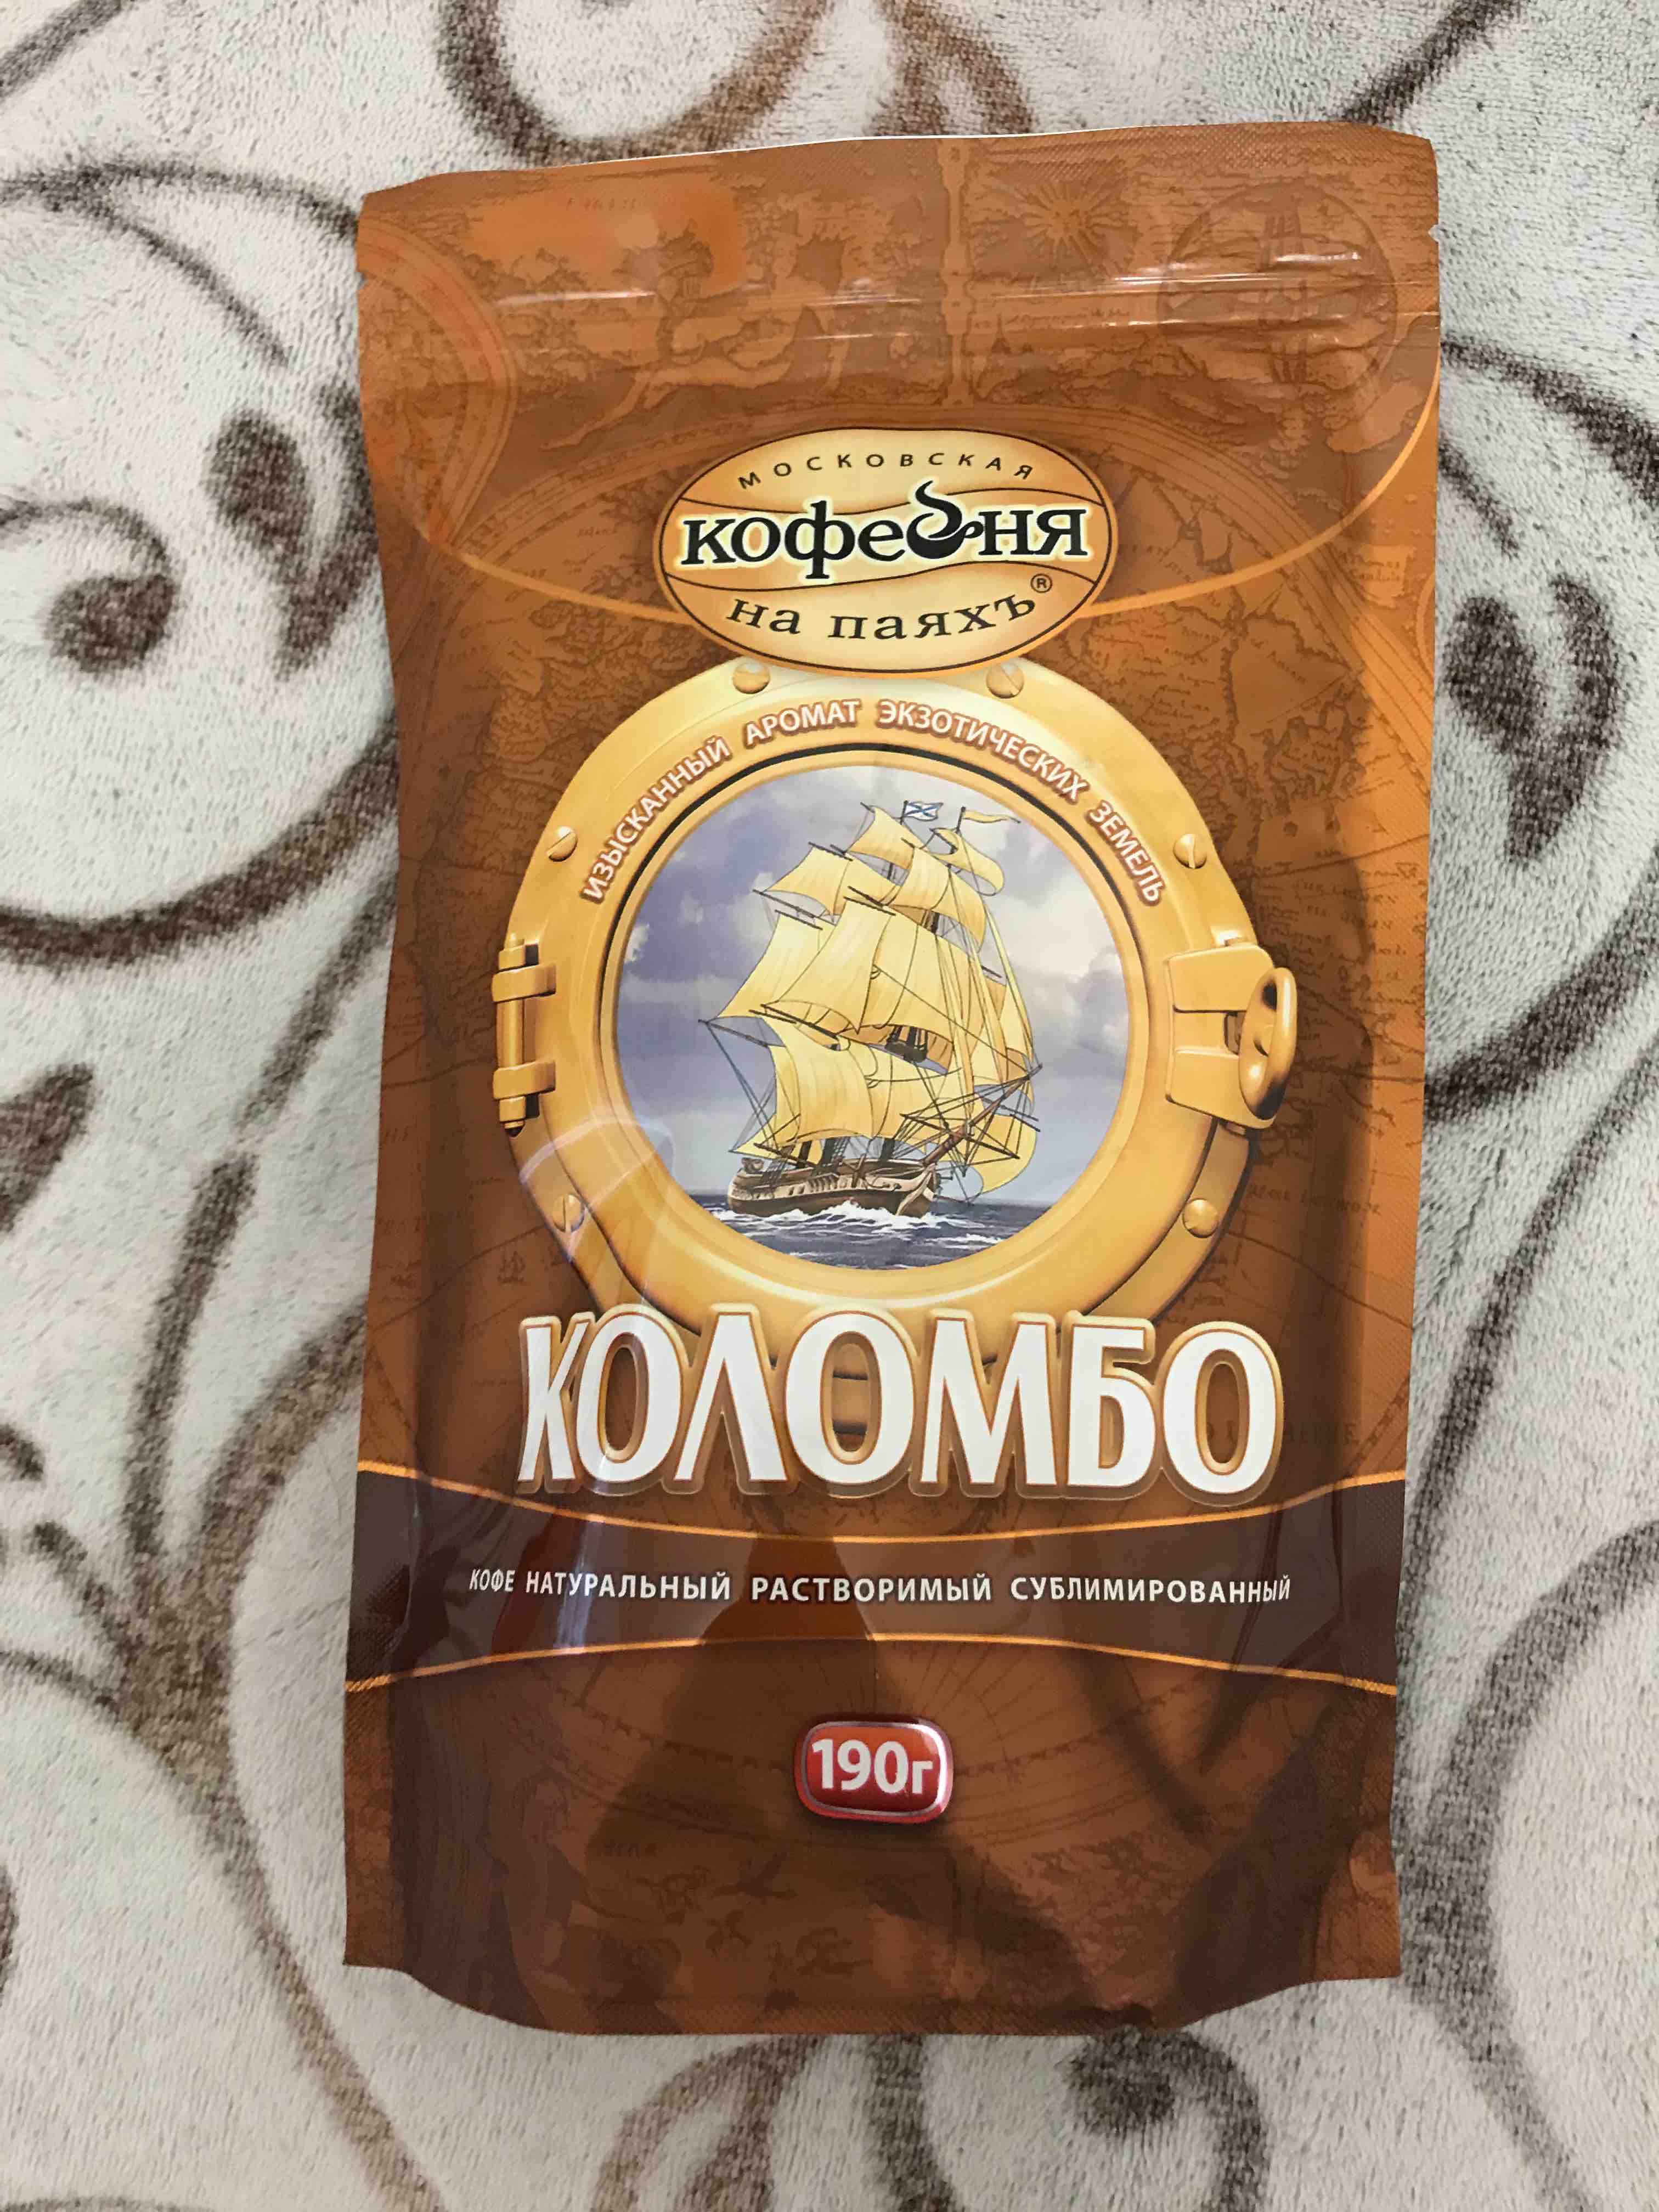 МОСКОВСКАЯ
кофейня
на паяхъ®
ИЗЫСКАННЫЙ АРОМАТ ЭКЗОТИЧЕСКИХ ЗЕМЕЛЬ
КОЛОМБО
КОФЕ НАТУРАЛЬНЫЙ РАСТВОРИМЫЙ СУБЛИМИРОВАННЫЙ
190г